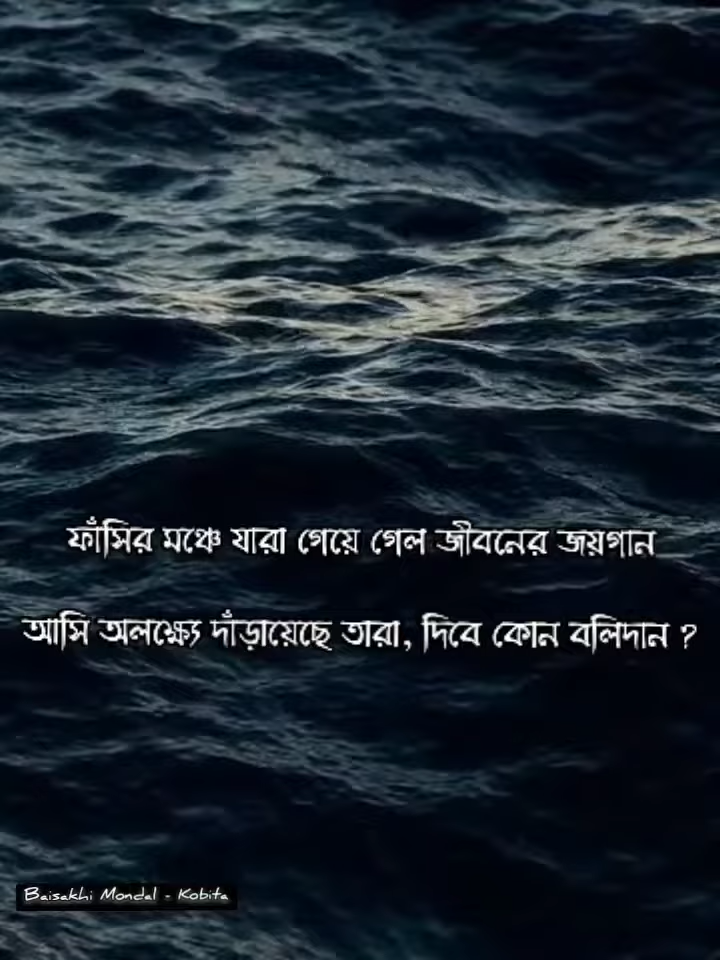 ফাঁসির মঞ্চে যারা গেয়ে গেল জীবনের জয়গান
আসি অলক্ষ্যে দাঁড়ায়েছে তারা, দিবে কোন বলিদান ?
Baisakhi Mondal - Kobita